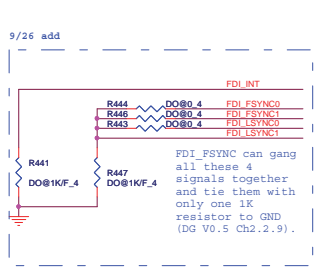 9/26 add
FDI_INT
R444 DO@0_4 FDI_FSYNC0
R446 DO@0_4 FDI_FSYNC1
R443 DO@0_4 FDI_LSYNC0
FDI_LSYNC1
R441
DO@1K/F_4
R447
DO@1K/F_4
FDI_FSYNC can gang
all these 4
signals together
and tie them with
only one 1K
resistor to GND
(DG V0.5 Ch2.2.9).